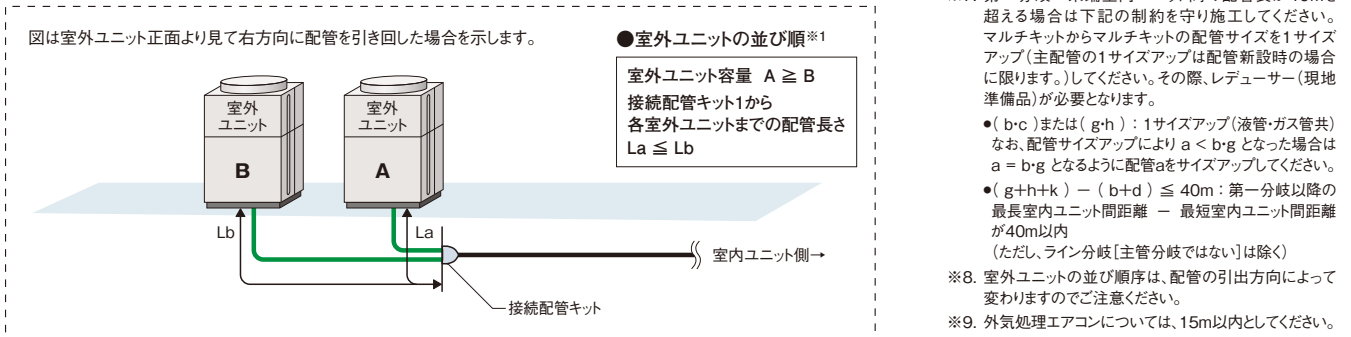 図は室外ユニット正面より見て右方向に配管を引き回した場合を示します。
●室外ユニットの並び順※1
室外ユニット容量 A ≧ B
接続配管キット1から
各室外ユニットまでの配管長さ
La ≦ Lb
室外
ユニット
B
室外
ユニット
A
Lb
La
室内ユニット側→
接続配管キット
超える場合は下記の制約を守り施工してください。
マルチキットからマルチキットの配管サイズを1サイズ
アップ(主配管の1サイズアップは配管新設時の場合
に限ります。)してください。その際、レデューサー(現地
準備品)が必要となります。
●( b・c )または( g・h ) : 1サイズアップ(液管・ガス管共)
なお、配管サイズアップにより a < b・g となった場合は
a = b・g となるように配管aをサイズアップしてください。
●( g+h+k ) − ( b+d ) ≦ 40m : 第一分岐以降の
最長室内ユニット間距離 − 最短室内ユニット間距離
が40m以内
(ただし、ライン分岐[主管分岐ではない]は除く)
※8. 室外ユニットの並び順序は、配管の引出方向によって
変わりますのでご注意ください。
※9. 外気処理エアコンについては、15m以内としてください。